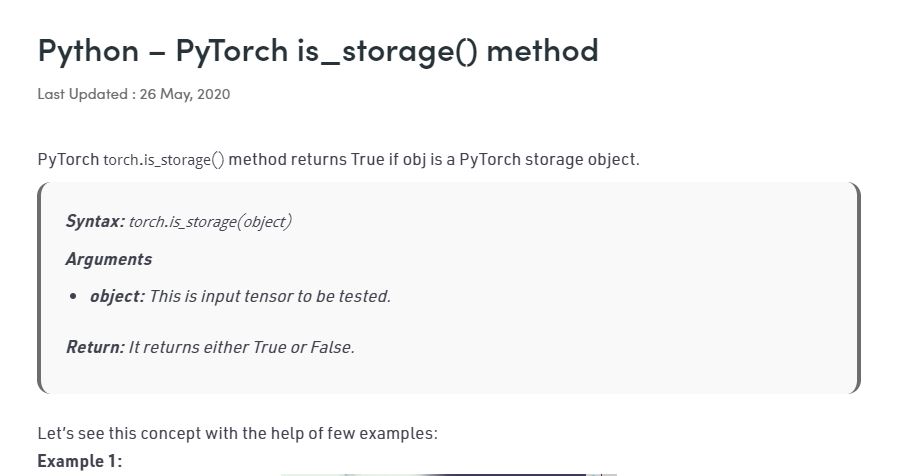 Python – PyTorch is_storage() method
Last Updated : 26 May, 2020
PyTorch torch.is_storage() method returns True if obj is a PyTorch storage object.
Syntax: torch.is_storage(object)
Arguments
• object: This is input tensor to be tested.
Return: It returns either True or False.
Let's see this concept with the help of few examples:
Example 1: